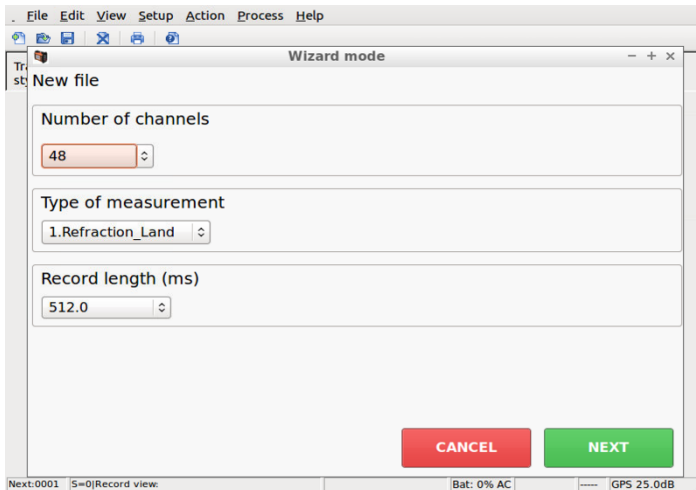 File Edit View Setup Action Process Help
Wizard mode
New file
Number of channels
48
Type of measurement
1.Refraction_Land
Record length (ms)
512.0
CANCEL NEXT
Next:0001 S=0|Record view: Bat: 0% AC ----- GPS 25.0dB